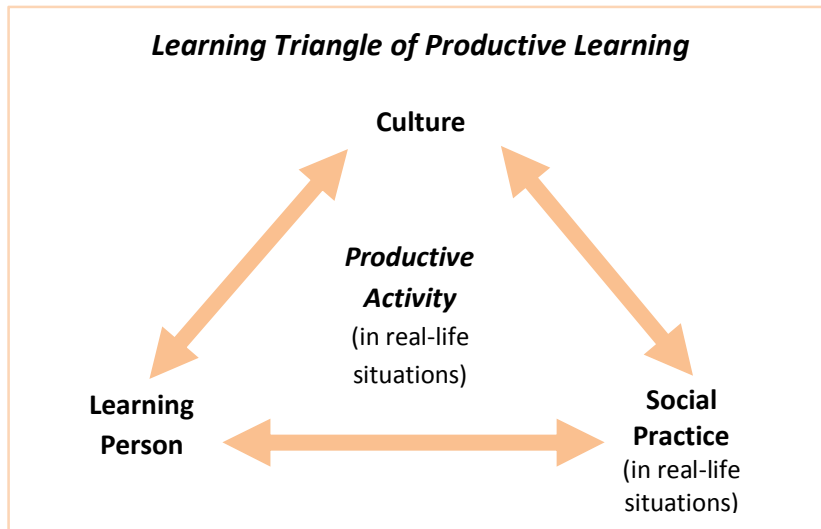 Learning Triangle of Productive Learning
Culture
Productive
Activity
(in real-life
situations)
Learning
Person
Social
Practice
(in real-life
situations)